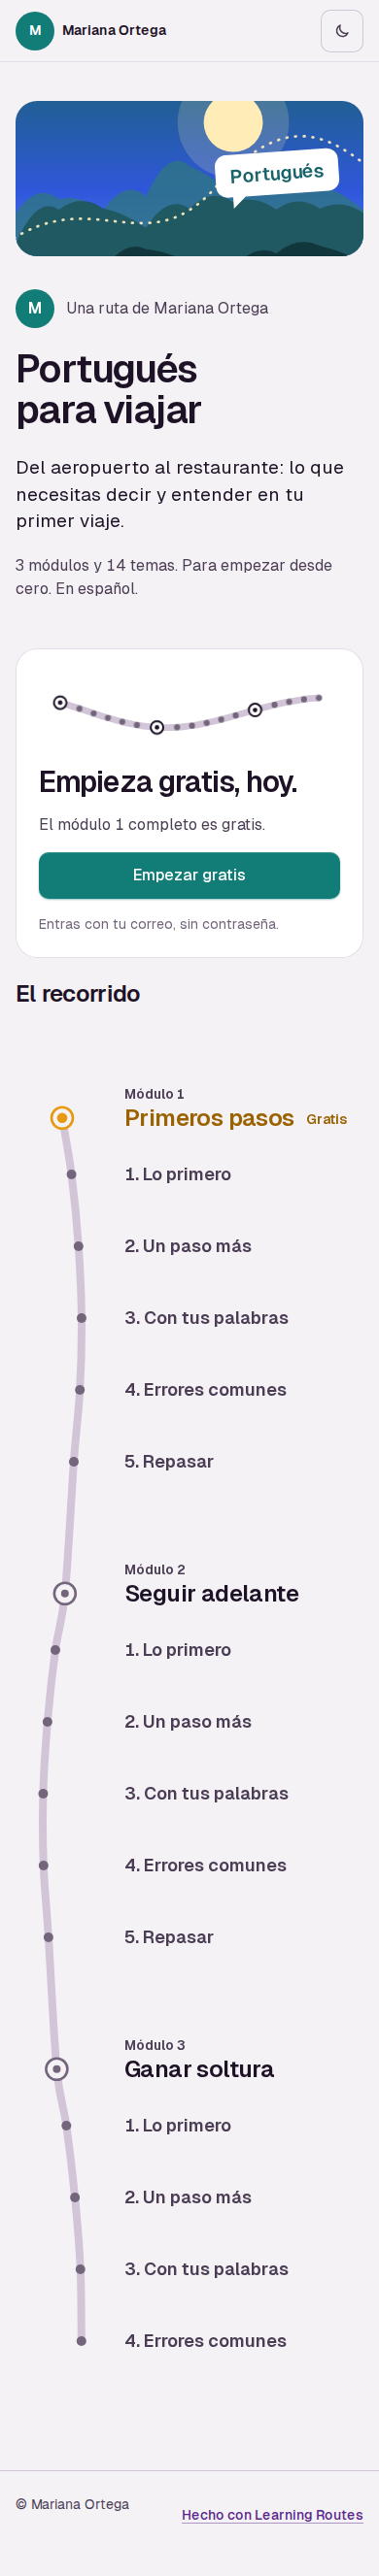 M Mariana Ortega
Portugués
M Una ruta de Mariana Ortega
Portugués
para viajar
Del aeropuerto al restaurante: lo que
necesitas decir y entender en tu
primer viaje.
3 módulos y 14 temas. Para empezar desde
cero. En español.
Empieza gratis, hoy.
El módulo 1 completo es gratis.
Empezar gratis
Entras con tu correo, sin contraseña.
El recorrido
Módulo 1
Primeros pasos Gratis
1. Lo primero
2. Un paso más
3. Con tus palabras
4. Errores comunes
5. Repasar
Módulo 2
Seguir adelante
1. Lo primero
2. Un paso más
3. Con tus palabras
4. Errores comunes
5. Repasar
Módulo 3
Ganar soltura
1. Lo primero
2. Un paso más
3. Con tus palabras
4. Errores comunes
© Mariana Ortega
Hecho con Learning Routes